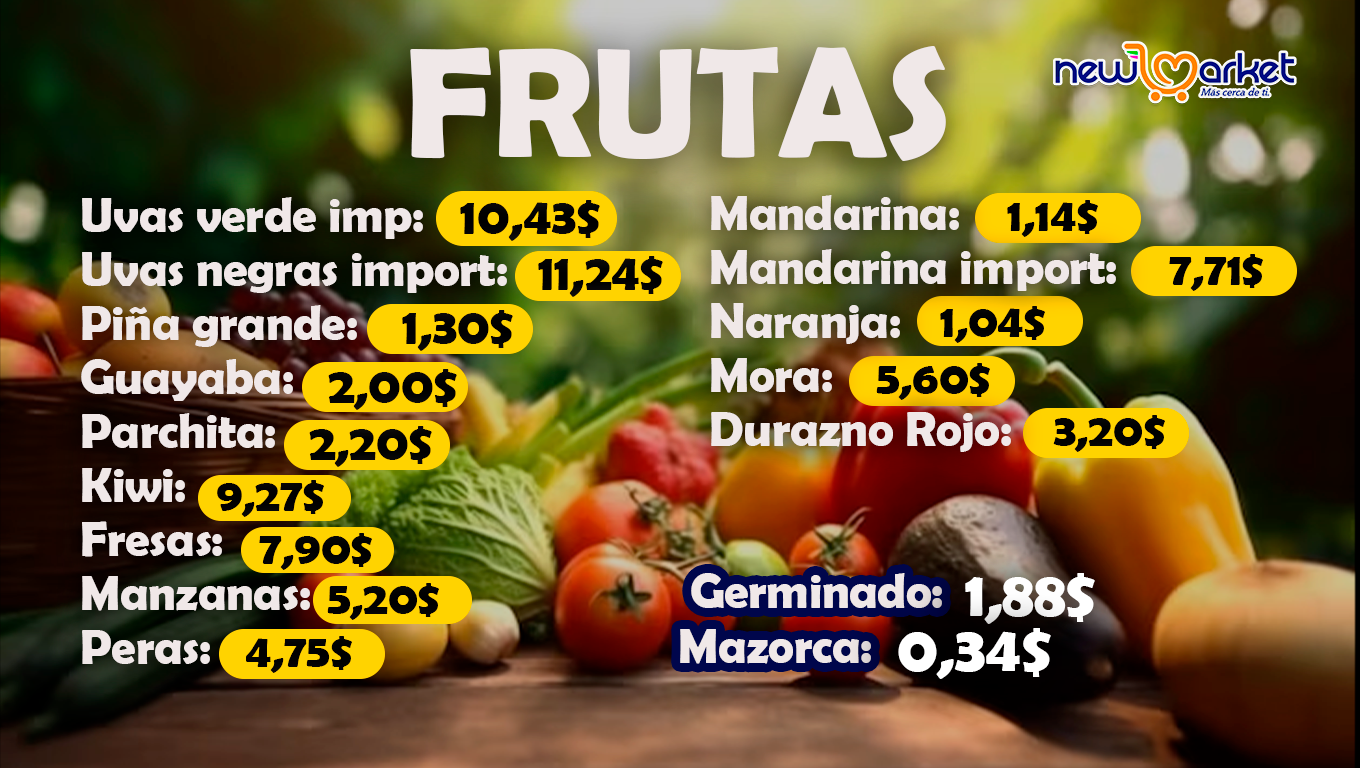 FRUTAS
new market
Más cerca de ti.
Uvas verde imp: 10,43$
Uvas negras import: 11,24$
Piña grande: 1,30$
Guayaba: 2,00$
Parchita: 2,20$
Kiwi: 9,27$
Fresas: 7,90$
Manzanas: 5,20$
Peras: 4,75$
Mandarina: 1,14$
Mandarina import: 7,71$
Naranja: 1,04$
Mora: 5,60$
Durazno Rojo: 3,20$
Germinado: 1,88$
Mazorca: 0,34$